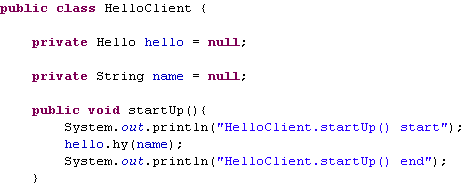 public class HelloClient {
private Hello hello = null;
private String name = null;
public void startUp(){
System.out.println("HelloClient.startUp() start");
hello.hy(name);
System.out.println("HelloClient.startUp() end");
}